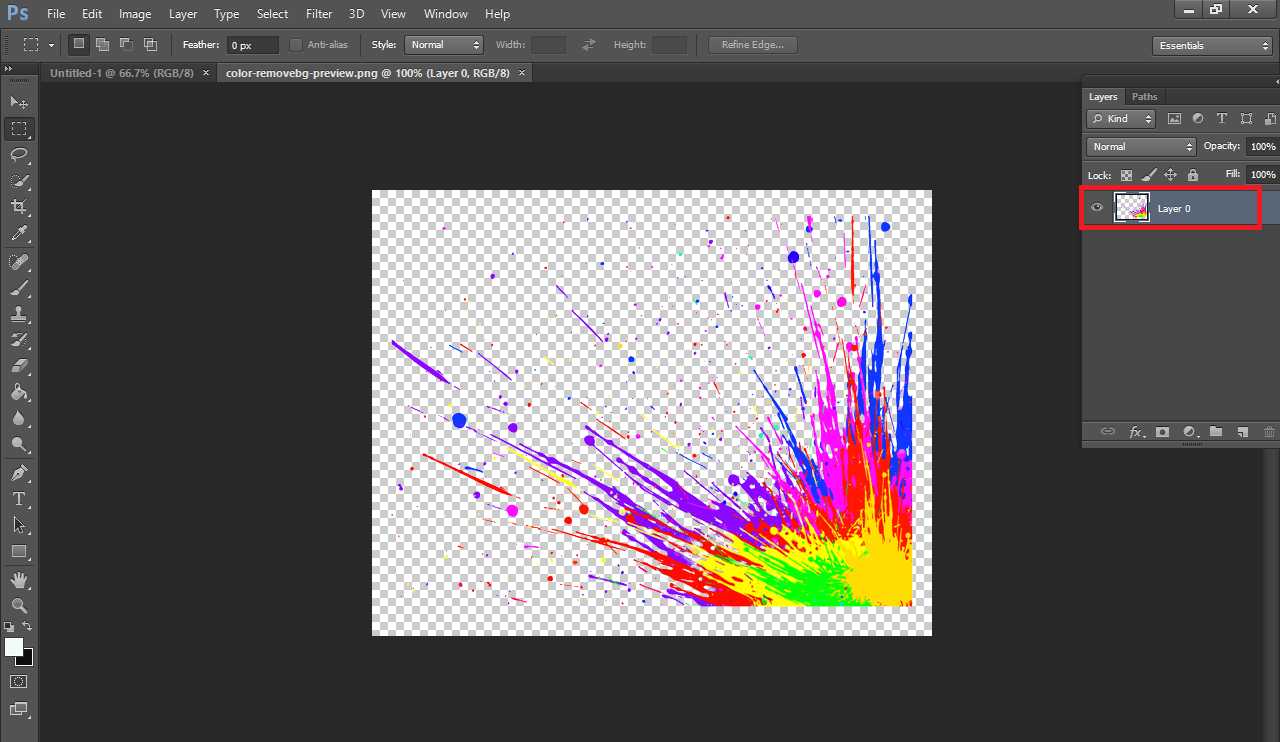 Ps File Edit Image Layer Type Select Filter 3D View Window Help
Feather: 0 px Anti-alias Style: Normal Width: Height: Refine Edge... Essentials
Untitled-1 @ 66.7% (RGB/8) × color-removebg-preview.png @ 100% (Layer 0, RGB/8) ×
Layers Paths
Kind
Normal Opacity: 100%
Lock: Fill: 100%
Layer 0
fx